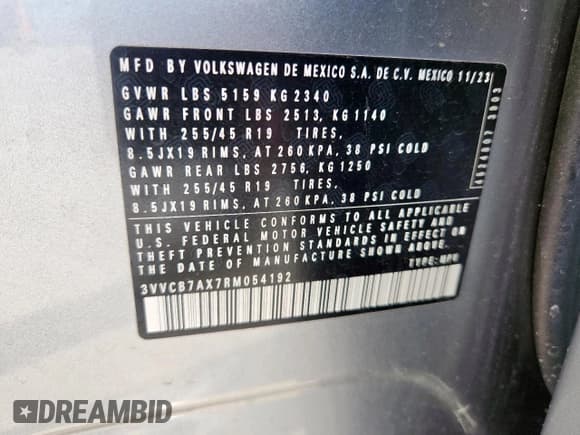 MFD BY VOLKSWAGEN DE MEXICO S.A. DE C.V. MEXICO 11/23
GVWR LBS 5159 KG 2340
GAWR FRONT LBS 2513, KG 1140
WITH 255/45 R19 TIRES,
8.5JX19 RIMS, AT 260 KPA, 38 PSI COLD
GAWR REAR LBS 2756, KG 1250
WITH 255/45 R19 TIRES,
8.5JX19 RIMS, AT 260 KPA, 38 PSI COLD
THIS VEHICLE CONFORMS TO ALL APPLICABLE
U.S. FEDERAL MOTOR VEHICLE SAFETY AND
THEFT PREVENTION STANDARDS IN EFFECT ON
THE DATE OF MANUFACTURE SHOWN ABOVE.
TYPE:MPV
3VVCB7AX7RM054192
DREAMBID